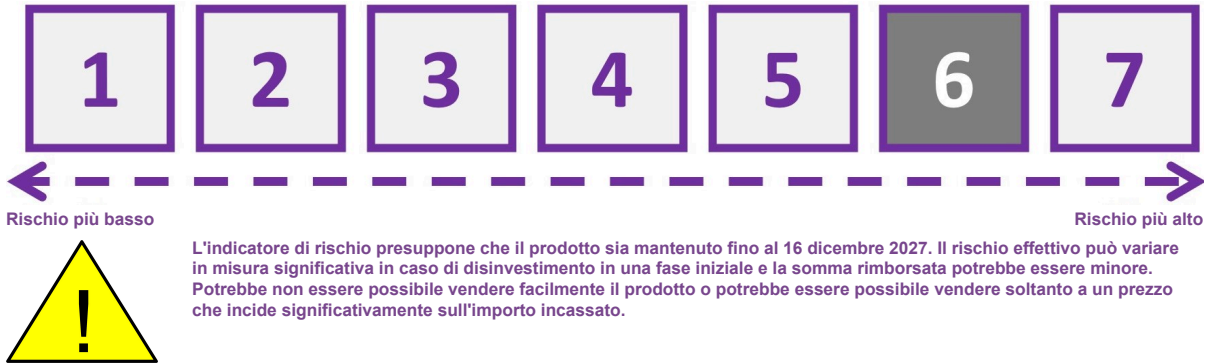 1 2 3 4 5 6 7
Rischio più basso Rischio più alto
L'indicatore di rischio presuppone che il prodotto sia mantenuto fino al 16 dicembre 2027. Il rischio effettivo può variare
in misura significativa in caso di disinvestimento in una fase iniziale e la somma rimborsata potrebbe essere minore.
Potrebbe non essere possibile vendere facilmente il prodotto o potrebbe essere possibile vendere soltanto a un prezzo
che incide significativamente sull'importo incassato.
!